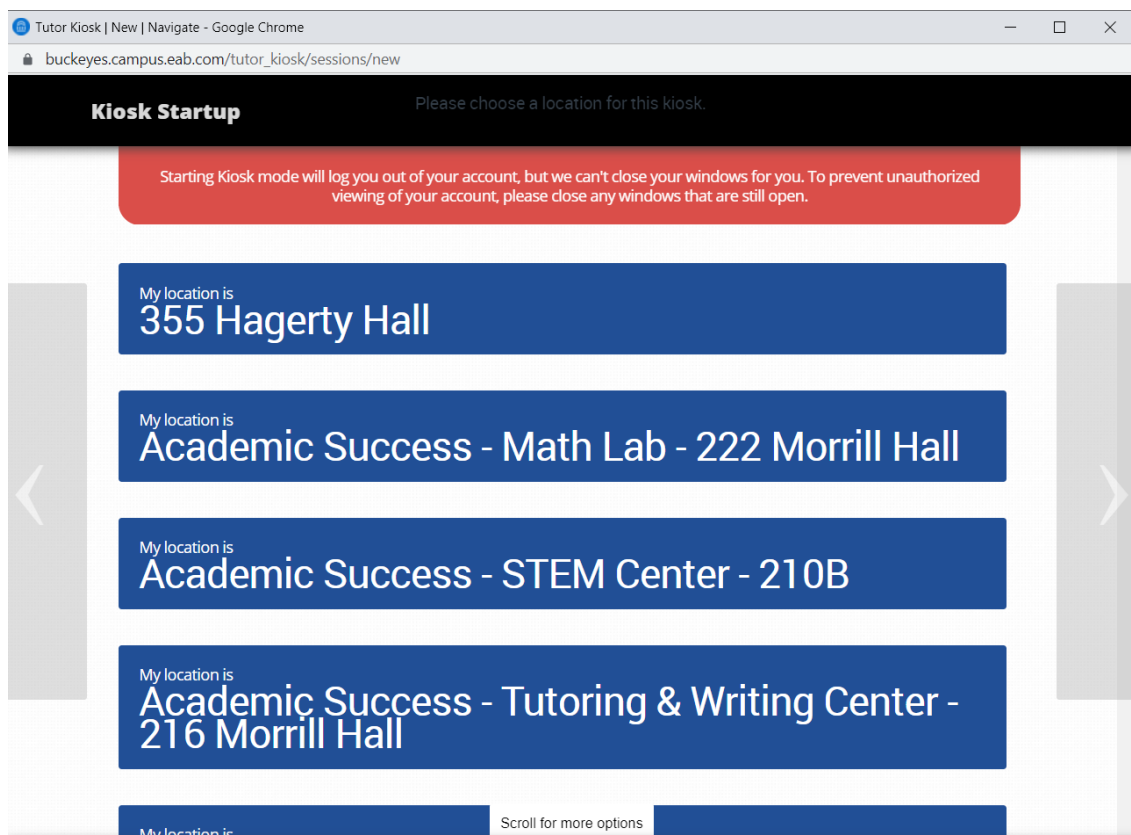 Tutor Kiosk | New | Navigate - Google Chrome
buckeyes.campus.eab.com/tutor_kiosk/sessions/new
Kiosk Startup
Please choose a location for this kiosk.
Starting Kiosk mode will log you out of your account, but we can't close your windows for you. To prevent unauthorized
viewing of your account, please close any windows that are still open.
My location is
355 Hagerty Hall
My location is
Academic Success - Math Lab - 222 Morrill Hall
My location is
Academic Success - STEM Center - 210B
My location is
Academic Success - Tutoring & Writing Center -
216 Morrill Hall
Scroll for more options
My location is